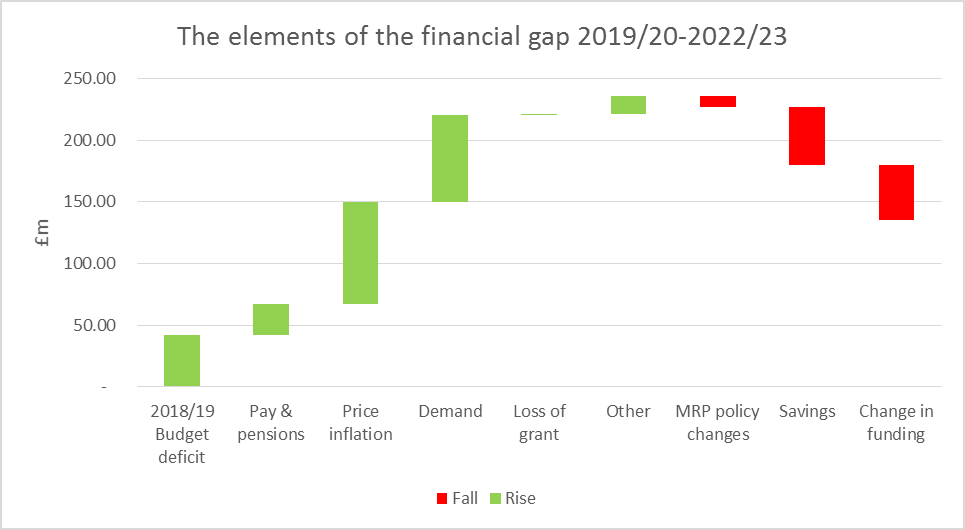 The elements of the financial gap 2019/20-2022/23
250.00
200.00
150.00
100.00
50.00
-
£m
2018/19
Budget
deficit
Pay &
pensions
Price
inflation
Demand
Loss of
grant
Other
MRP policy
changes
Savings
Change in
funding
Fall
Rise